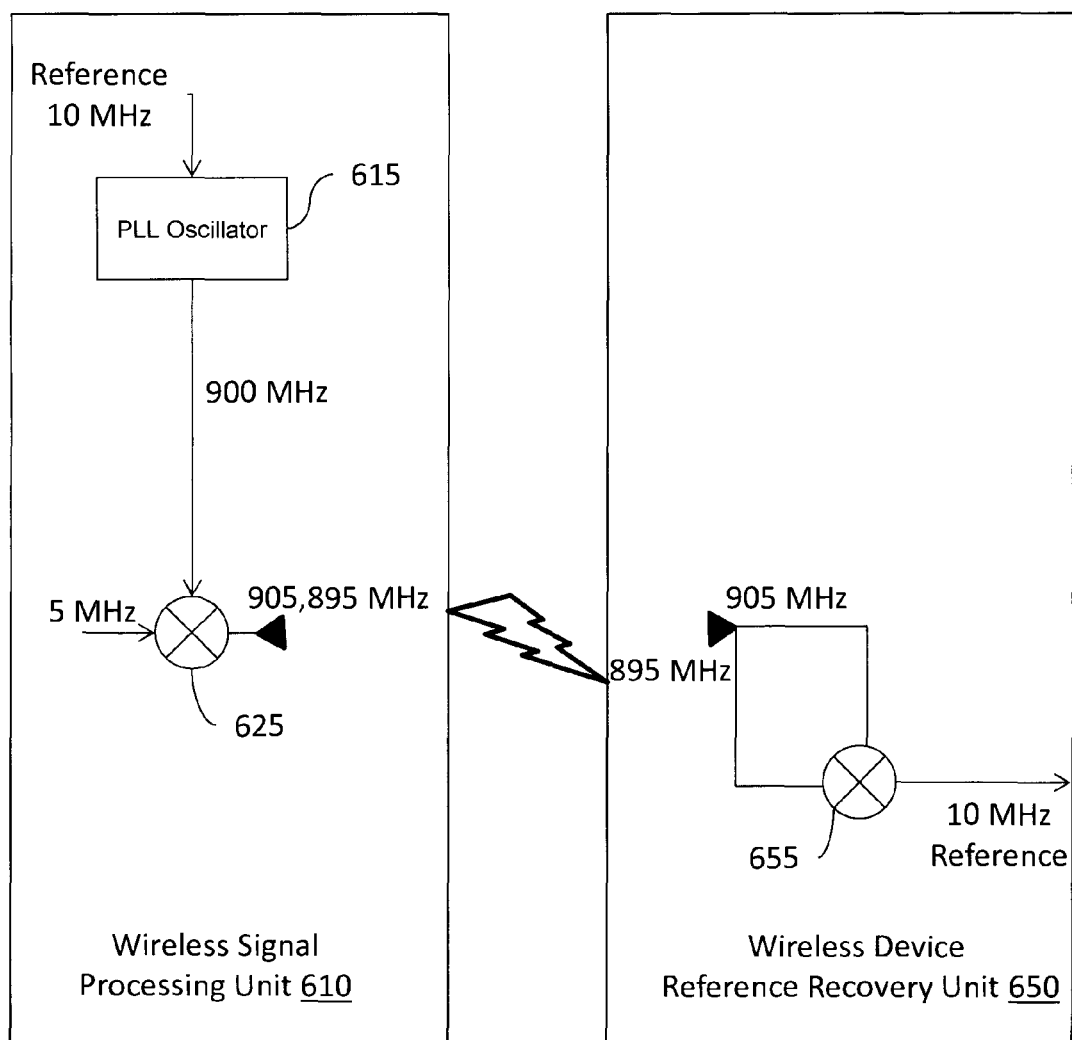 Reference
10 MHz
615
PLL Oscillator
900 MHz
5 MHz
905,895 MHz
625
905 MHz
895 MHz
655
10 MHz
Reference
Wireless Signal
Processing Unit 610
Wireless Device
Reference Recovery Unit 650